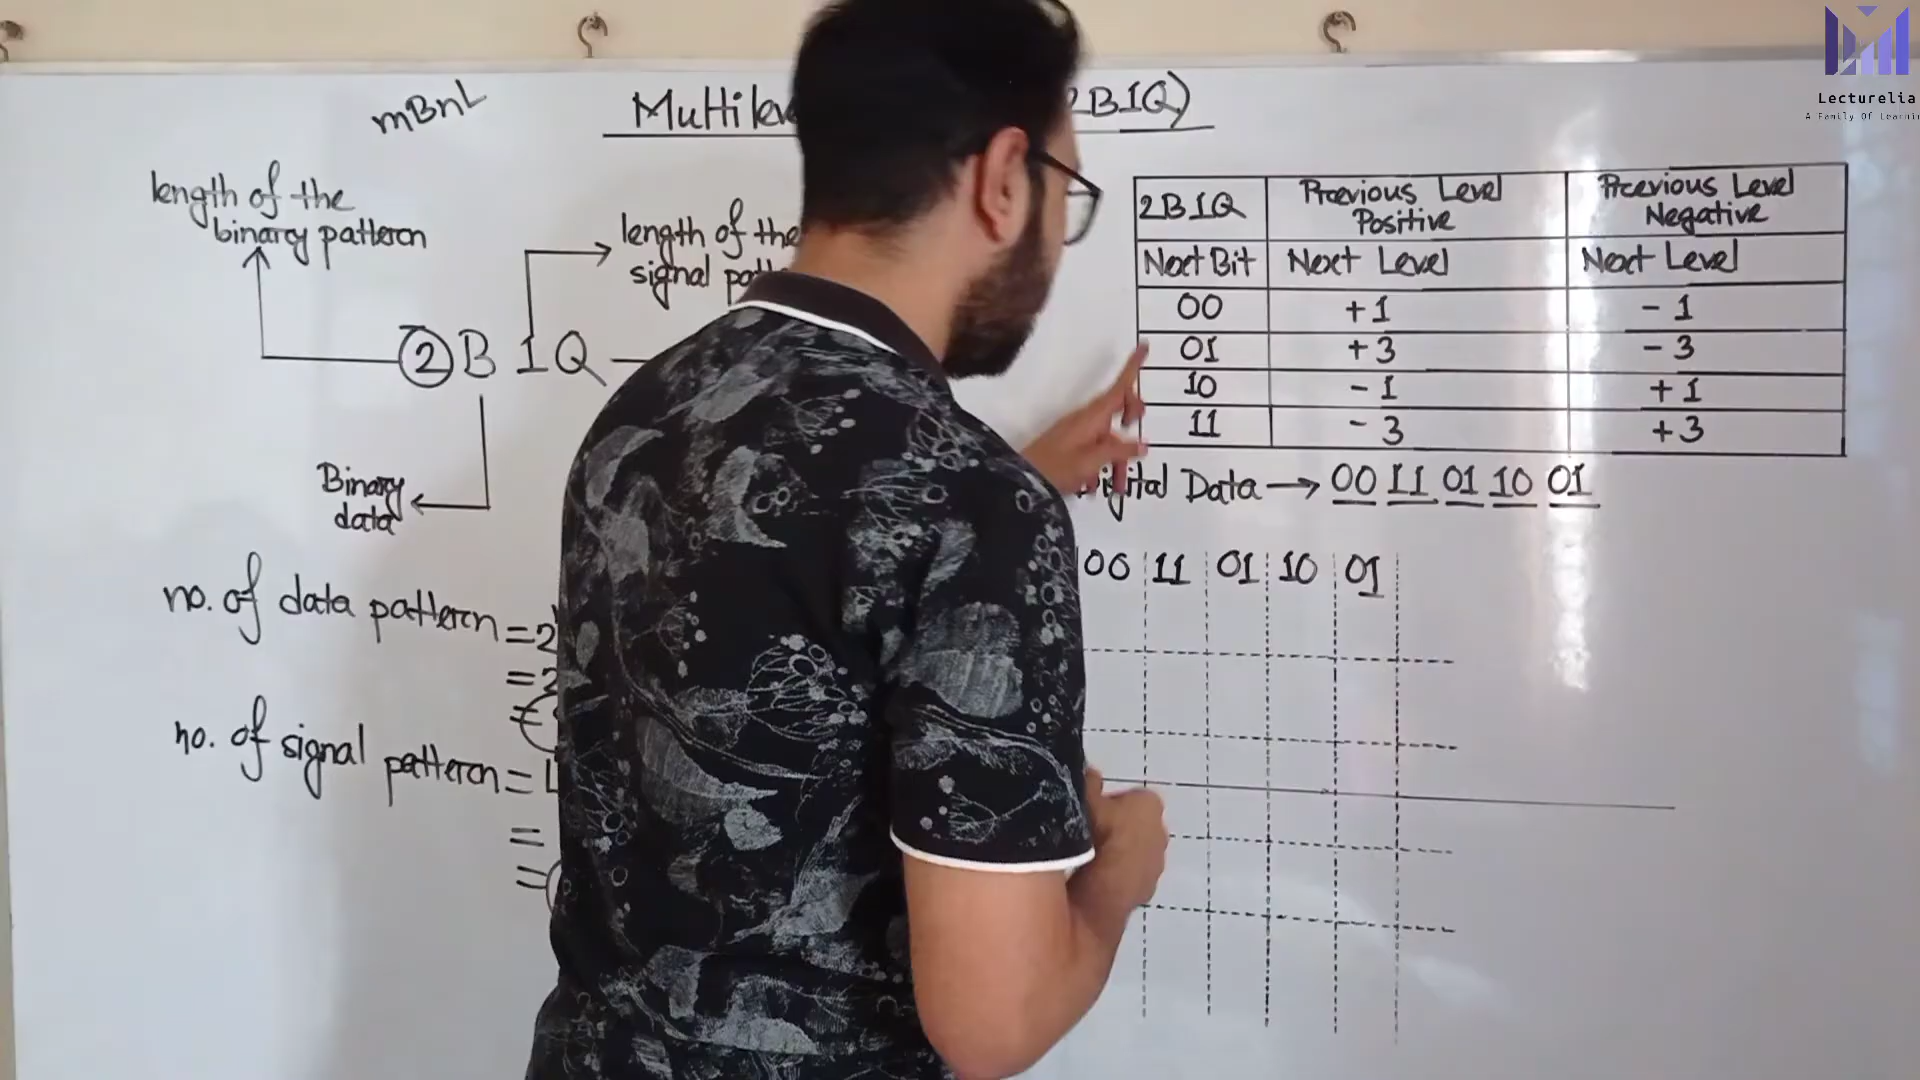 mBnL
2B1Q)
length of the
binary pattern
length of the
signal
2 B 1 Q
Binary
data
no. of data pattern = 2
= 2
=
no. of signal pattern = L
=
=
2B1Q Previous Level Positive Previous Level Negative
Next Bit Next Level Next Level
00 +1 -1
01 +3 -3
10 -1 +1
11 -3 +3
Digital Data → 00 11 01 10 01
00 11 01 10 01
Lecturelia
A Family Of